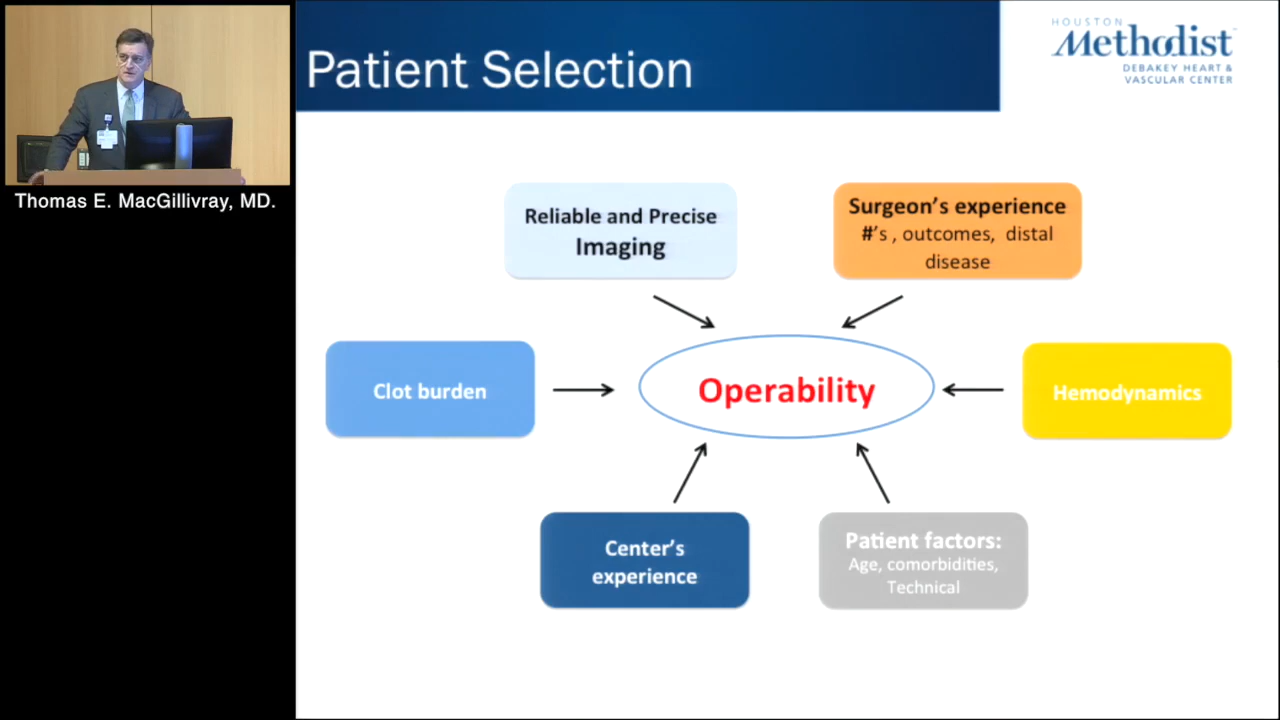 Patient Selection
HOUSTON
Methodist
DEBAKEY HEART &
VASCULAR CENTER
Thomas E. MacGillivray, MD.
Reliable and Precise
Imaging
Surgeon's experience
#'s , outcomes, distal
disease
Clot burden
Operability
Hemodynamics
Center's
experience
Patient factors:
Age, comorbidities,
Technical